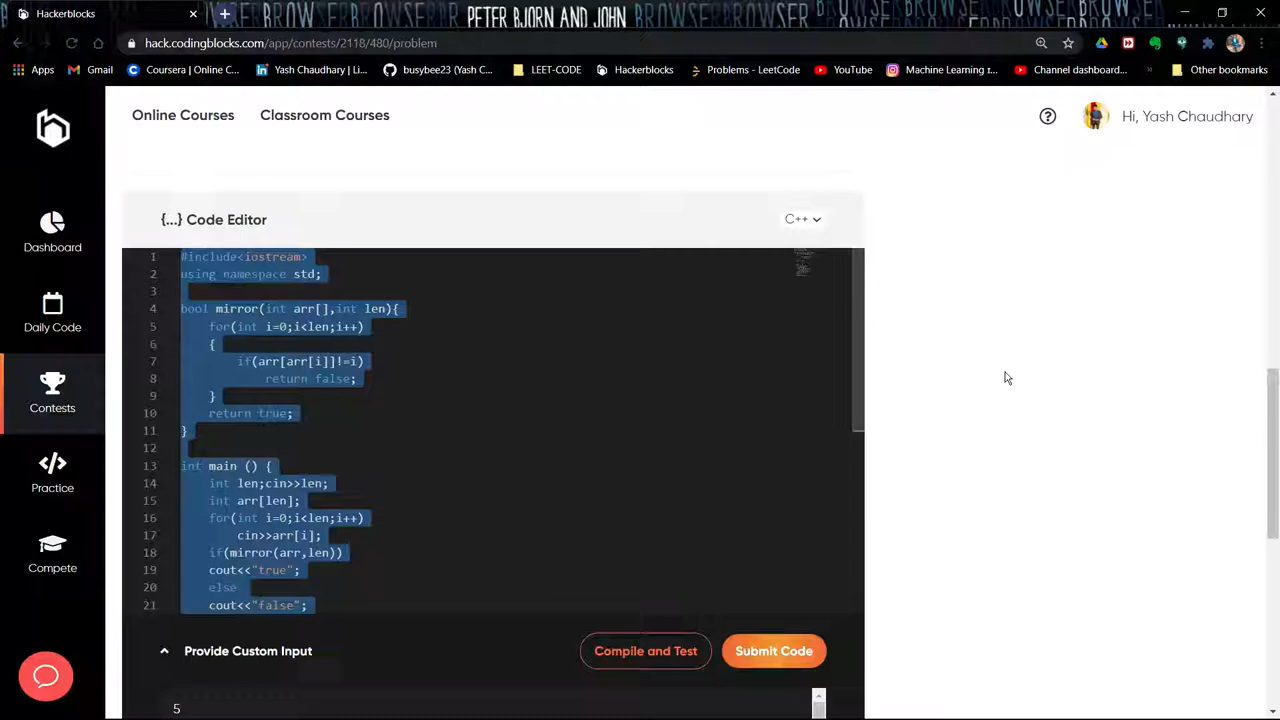 BROWSER PETER BJORN AND JOHN BROWSER
Hackerblocks
hack.codingblocks.com/app/contests/2118/480/problem
Apps Gmail Coursera | Online C... Yash Chaudhary | Li... busybee23 (Yash C... LEET-CODE Hackerblocks Problems - LeetCode YouTube Machine Learning ı... Channel dashboard... » Other bookmarks
Online Courses Classroom Courses Hi, Yash Chaudhary
Dashboard
Daily Code
Contests
Practice
Compete
{...} Code Editor C++
1 #include<iostream>
2 using namespace std;
3
4 bool mirror(int arr[],int len){
5 for(int i=0;i<len;i++)
6 {
7 if(arr[arr[i]]!=i)
8 return false;
9 }
10 return true;
11 }
12
13 int main () {
14 int len;cin>>len;
15 int arr[len];
16 for(int i=0;i<len;i++)
17 cin>>arr[i];
18 if(mirror(arr,len))
19 cout<<"true";
20 else
21 cout<<"false";
Provide Custom Input Compile and Test Submit Code
5